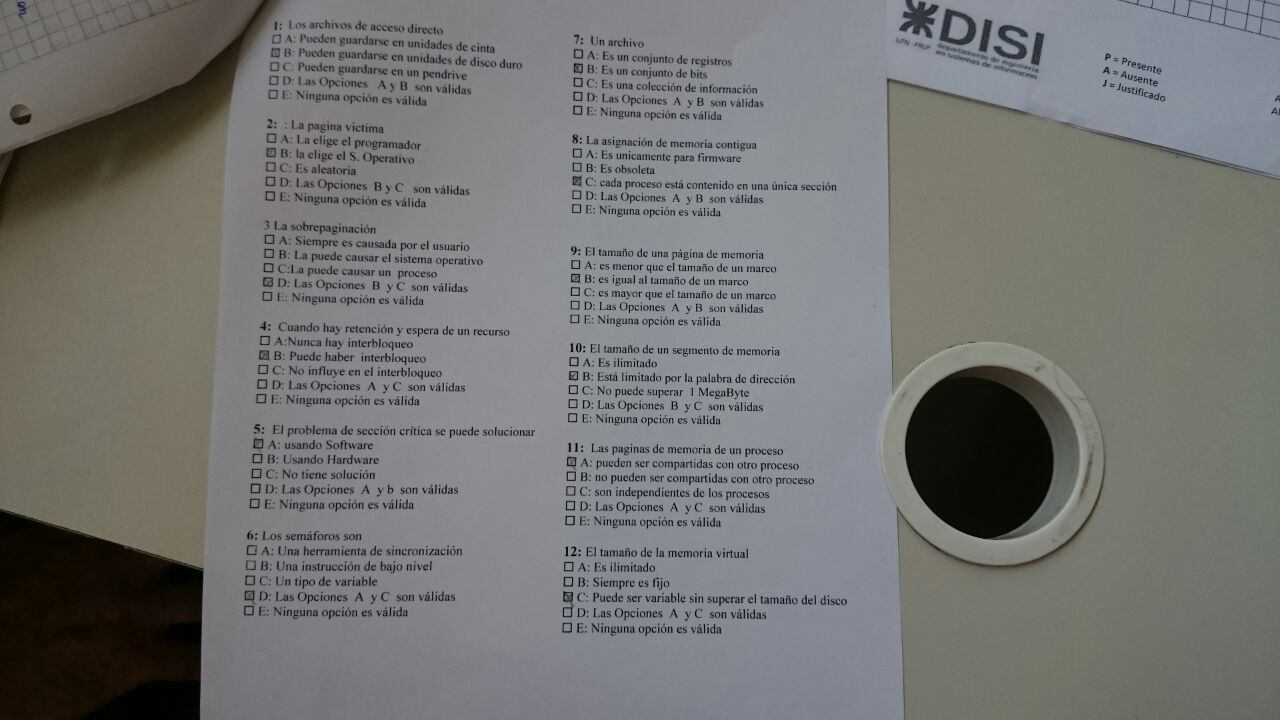 1: Los archivos de acceso directo
☐ A: Pueden guardarse en unidades de cinta
☒ B: Pueden guardarse en unidades de disco duro
☐ C: Pueden guardarse en un pendrive
☐ D: Las Opciones A y B son válidas
☐ E: Ninguna opción es válida
2: : La pagina victima
☐ A: La elige el programador
☒ B: la elige el S. Operativo
☐ C: Es aleatoria
☐ D: Las Opciones B y C son válidas
☐ E: Ninguna opción es válida
3 La sobrepaginación
☐ A: Siempre es causada por el usuario
☐ B: La puede causar el sistema operativo
☐ C:La puede causar un proceso
☒ D: Las Opciones B y C son válidas
☐ E: Ninguna opción es válida
4: Cuando hay retención y espera de un recurso
☐ A:Nunca hay interbloqueo
☒ B: Puede haber interbloqueo
☐ C: No influye en el interbloqueo
☐ D: Las Opciones A y C son válidas
☐ E: Ninguna opción es válida
5: El problema de sección crítica se puede solucionar
☒ A: usando Software
☐ B: Usando Hardware
☐ C: No tiene solución
☐ D: Las Opciones A y b son válidas
☐ E: Ninguna opción es válida
6: Los semáforos son
☐ A: Una herramienta de sincronización
☐ B: Una instrucción de bajo nivel
☐ C: Un tipo de variable
☒ D: Las Opciones A y C son válidas
☐ E: Ninguna opción es válida
7: Un archivo
☐ A: Es un conjunto de registros
☒ B: Es un conjunto de bits
☐ C: Es una colección de información
☐ D: Las Opciones A y B son válidas
☐ E: Ninguna opción es válida
8: La asignación de memoria contigua
☐ A: Es unicamente para firmware
☐ B: Es obsoleta
☒ C: cada proceso está contenido en una única sección
☐ D: Las Opciones A y B son válidas
☐ E: Ninguna opción es válida
9: El tamaño de una página de memoria
☐ A: es menor que el tamaño de un marco
☒ B: es igual al tamaño de un marco
☐ C: es mayor que el tamaño de un marco
☐ D: Las Opciones A y B son válidas
☐ E: Ninguna opción es válida
10: El tamaño de un segmento de memoria
☐ A: Es ilimitado
☒ B: Está limitado por la palabra de dirección
☐ C: No puede superar 1 MegaByte
☐ D: Las Opciones B y C son válidas
☐ E: Ninguna opción es válida
11: Las paginas de memoria de un proceso
☒ A: pueden ser compartidas con otro proceso
☐ B: no pueden ser compartidas con otro proceso
☐ C: son independientes de los procesos
☐ D: Las Opciones A y C son válidas
☐ E: Ninguna opción es válida
12: El tamaño de la memoria virtual
☐ A: Es ilimitado
☐ B: Siempre es fijo
☒ C: Puede ser variable sin superar el tamaño del disco
☐ D: Las Opciones A y C son válidas
☐ E: Ninguna opción es válida
DISI
UTN - FRLP departamento de ingeniería
en sistemas de información
P = Presente
A = Ausente
J = Justificado